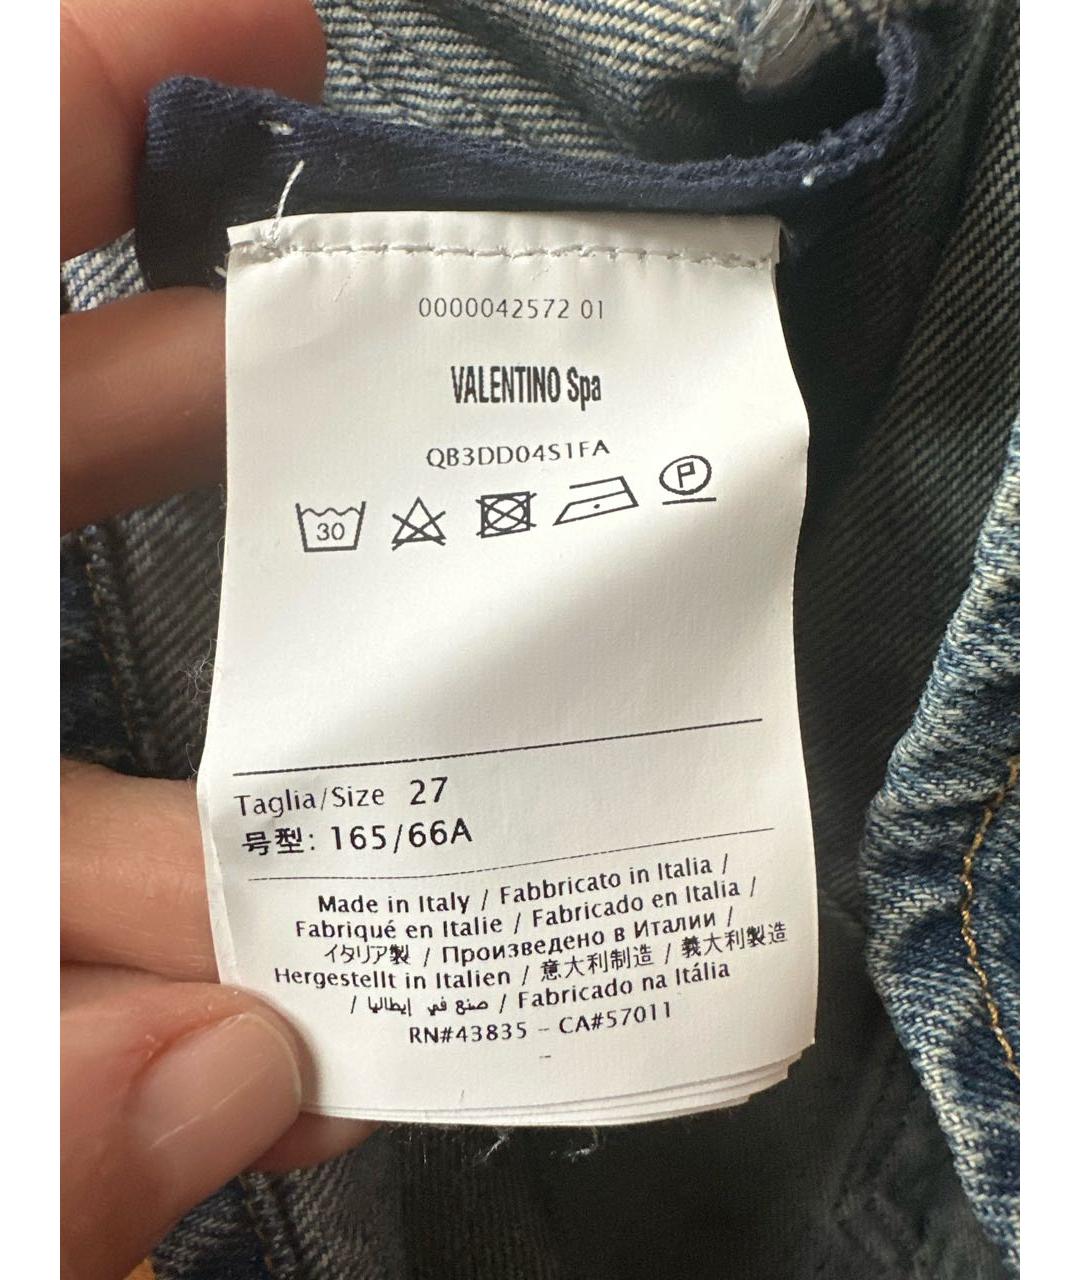 0000042572 01
VALENTINO Spa
QB3DD04S1FA
30 P
Taglia/Size 27
号型: 165/66A
Made in Italy / Fabbricato in Italia /
Fabriqué en Italie / Fabricado en Italia /
イタリア製 / Произведено в Италии /
Hergestellt in Italien / 意大利制造 / 義大利製造
/ صنع في إيطاليا / Fabricado na Itália
RN#43835 - CA#57011
-